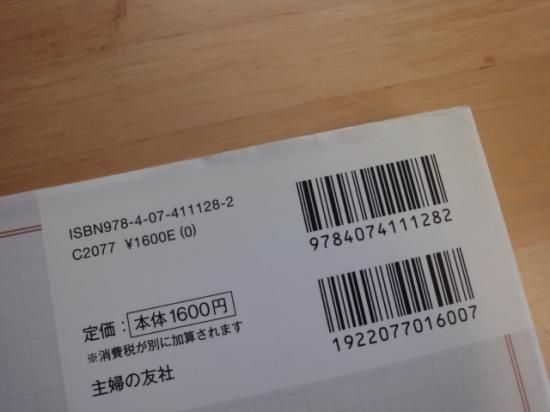 ISBN978-4-07-411128-2
C2077 ¥1600E (0)
9784074111282
定価：本体1600円
※消費税が別に加算されます
主婦の友社
1922077016007